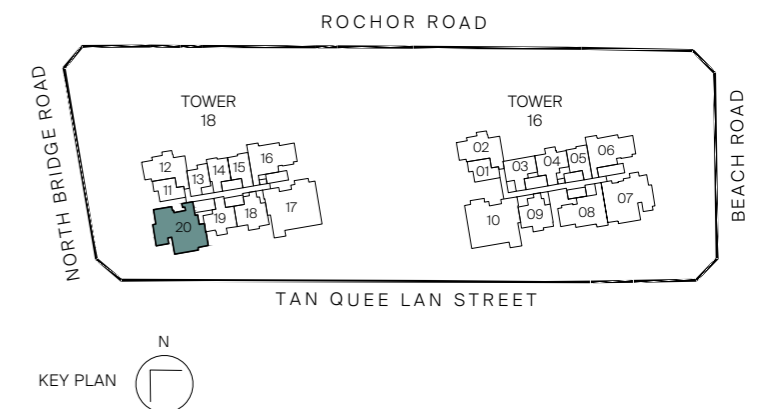 ROCHOR ROAD
NORTH BRIDGE ROAD
BEACH ROAD
TOWER
18
12
11
13
14
15
16
20
19
18
17
TOWER
16
02
01
03
04
05
06
10
09
08
07
TAN QUEE LAN STREET
N
KEY PLAN